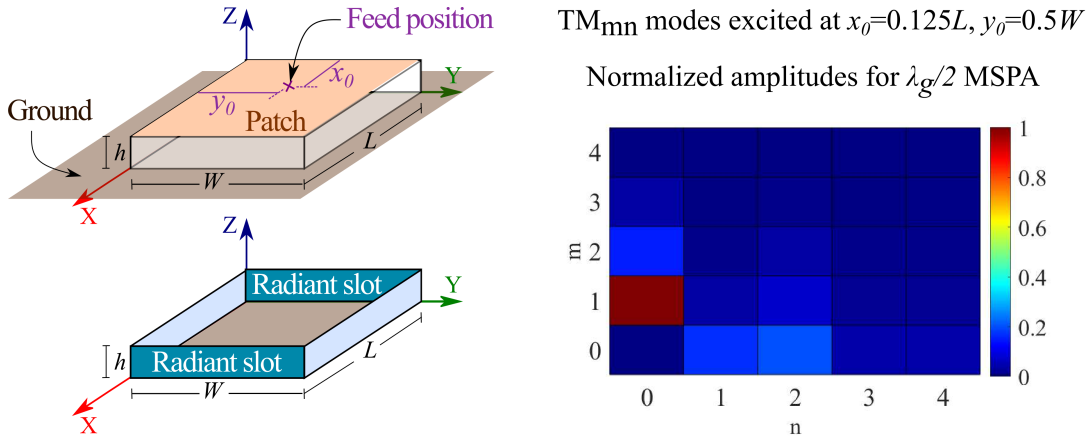 Z
Feed position
x₀
Y
y₀
Ground
Patch
h
L
W
X
Z
Radiant slot
Y
h
Radiant slot
L
W
X
TMmn modes excited at x₀=0.125L, y₀=0.5W
Normalized amplitudes for λg/2 MSPA
4
3
2
1
0
m
0 1 2 3 4
n
1
0.8
0.6
0.4
0.2
0